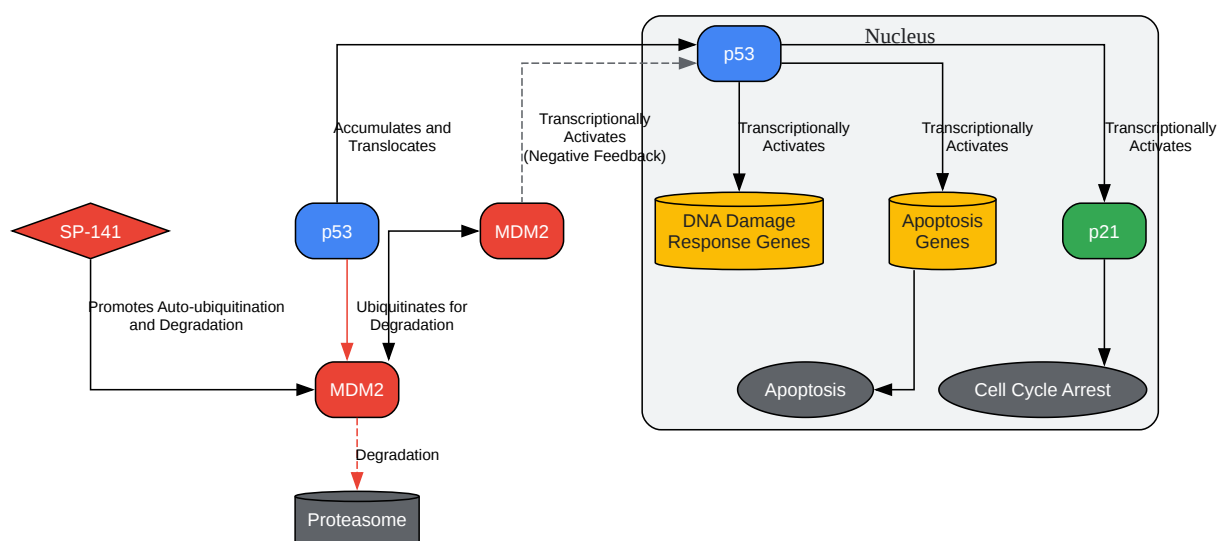 Nucleus
p53
Accumulates and
Translocates
Transcriptionally
Activates
(Negative Feedback)
Transcriptionally
Activates
Transcriptionally
Activates
Transcriptionally
Activates
SP-141
p53
MDM2
DNA Damage
Response Genes
Apoptosis
Genes
p21
Promotes Auto-ubiquitination
and Degradation
Ubiquitinates for
Degradation
MDM2
Apoptosis
Cell Cycle Arrest
Degradation
Proteasome